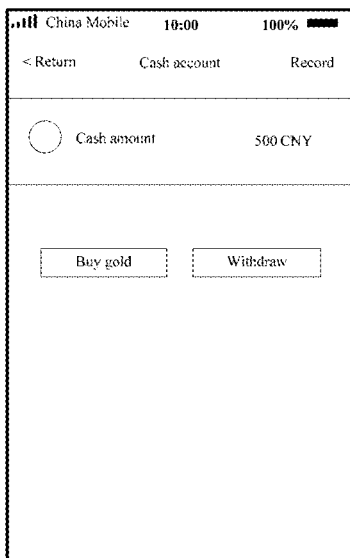 China Mobile 10:00 100%
< Return Cash account Record
Cash amount 500 CNY
Buy gold Withdraw